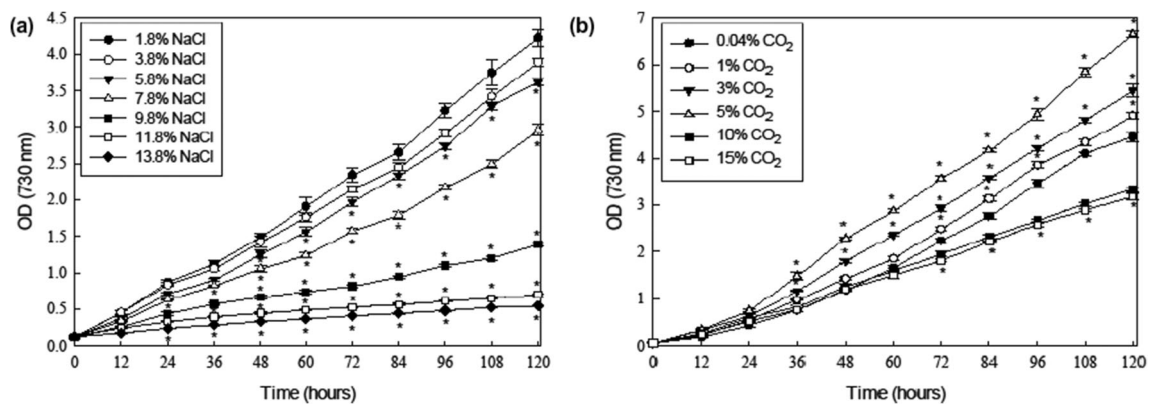 (a)
4.5
4.0
3.5
3.0
2.5
2.0
1.5
1.0
0.5
0.0
OD (730 nm)
1.8% NaCl
3.8% NaCl
5.8% NaCl
7.8% NaCl
9.8% NaCl
11.8% NaCl
13.8% NaCl
0 12 24 36 48 60 72 84 96 108 120
Time (hours)
(b)
7
6
5
4
3
2
1
0
OD (730 nm)
0.04% CO2
1% CO2
3% CO2
5% CO2
10% CO2
15% CO2
0 12 24 36 48 60 72 84 96 108 120
Time (hours)